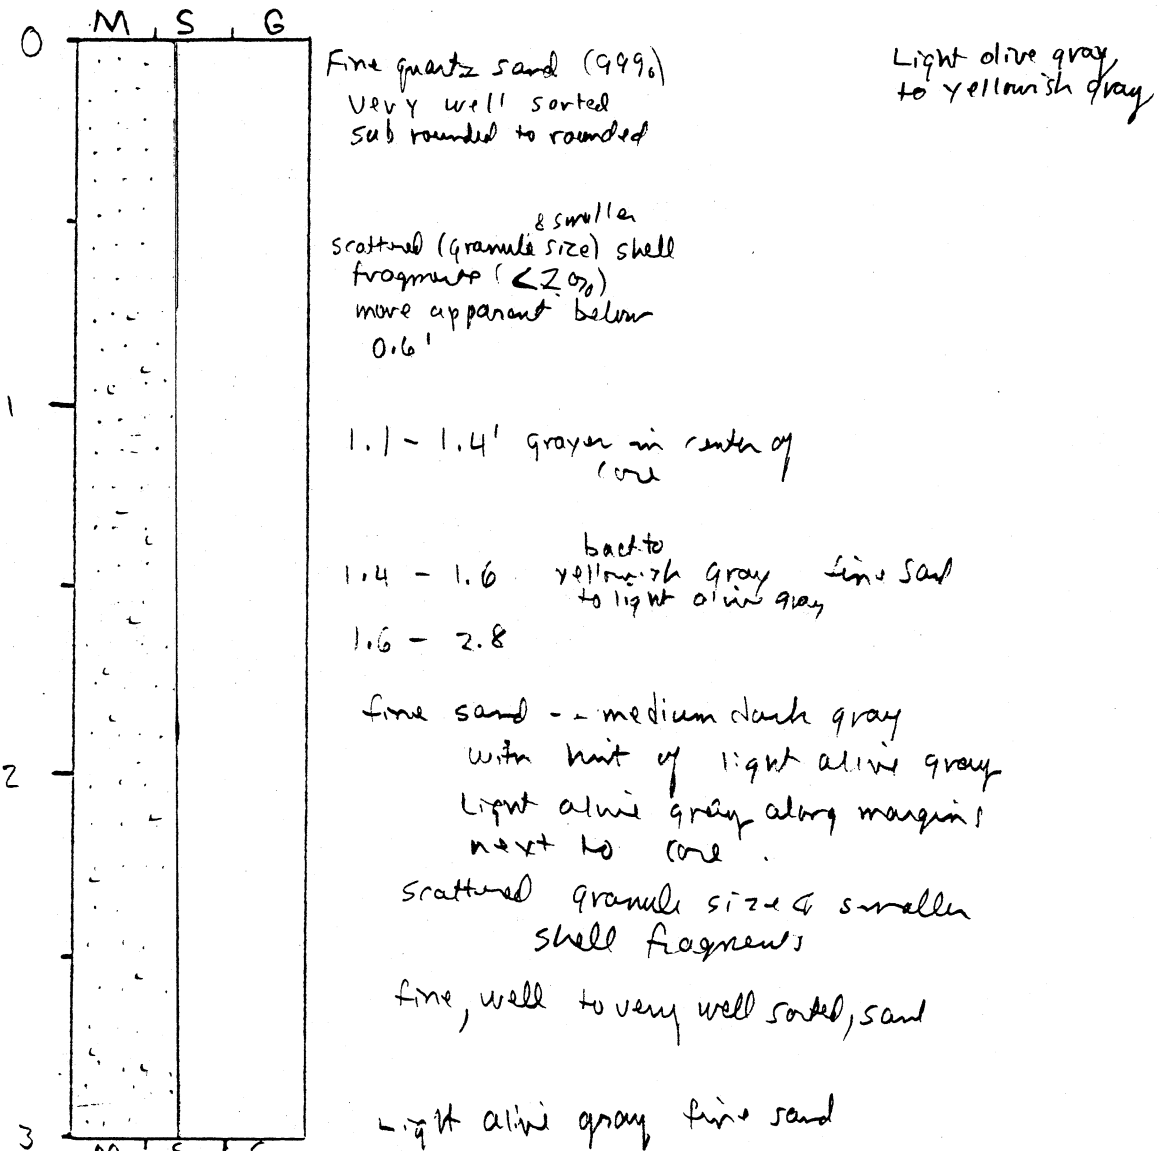 M S G
0
Fine quartz sand (99%)
very well sorted
sub rounded to rounded
Light olive gray
to yellowish gray
& smaller
scattered (granule size) shell
fragments (<2%)
more apparent below
0.6'
1
1.1 - 1.4' grayer in center of
core
back to
1.4 - 1.6 yellowish gray fine sand
to light olive gray
1.6 - 2.8
fine sand -- medium dark gray
with hint of light olive gray
2
Light olive gray along margins
next to core.
scattered granule size & smaller
shell fragments
fine, well to very well sorted, sand
Light olive gray fine sand
3
M S G